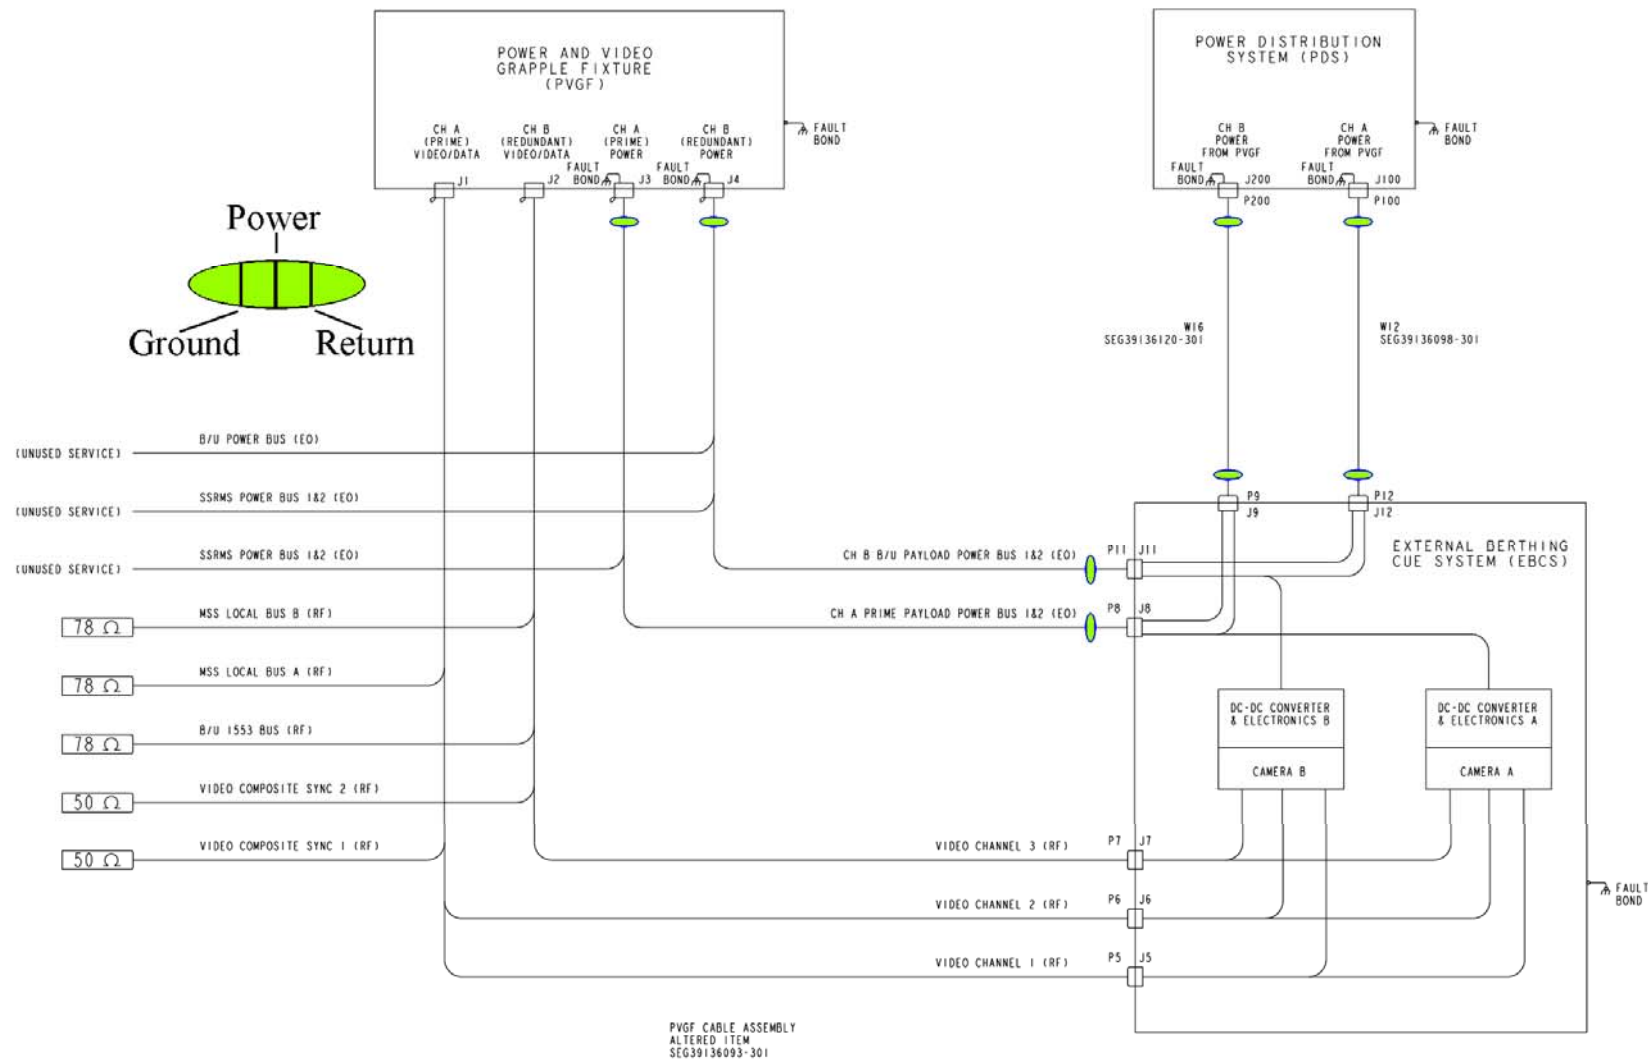 POWER AND VIDEO
GRAPPLE FIXTURE
(PVGF)
CH A
(PRIME)
VIDEO/DATA
CH B
(REDUNDANT)
VIDEO/DATA
CH A
(PRIME)
POWER
CH B
(REDUNDANT)
POWER
FAULT
BOND
FAULT
BOND
FAULT
BOND
J1
J2
J3
J4
POWER DISTRIBUTION
SYSTEM (PDS)
CH B
POWER
FROM PVGF
CH A
POWER
FROM PVGF
FAULT
BOND
FAULT
BOND
FAULT
BOND
J200
P200
J100
P100
Power
Ground
Return
W16
SEG39136120-301
W12
SEG39136098-301
(UNUSED SERVICE)
B/U POWER BUS (EO)
(UNUSED SERVICE)
SSRMS POWER BUS 1&2 (EO)
(UNUSED SERVICE)
SSRMS POWER BUS 1&2 (EO)
78 Ω
MSS LOCAL BUS B (RF)
78 Ω
MSS LOCAL BUS A (RF)
78 Ω
B/U 1553 BUS (RF)
50 Ω
VIDEO COMPOSITE SYNC 2 (RF)
50 Ω
VIDEO COMPOSITE SYNC 1 (RF)
P9
J9
P12
J12
EXTERNAL BERTHING
CUE SYSTEM (EBCS)
CH B B/U PAYLOAD POWER BUS 1&2 (EO)
P11
J11
CH A PRIME PAYLOAD POWER BUS 1&2 (EO)
P8
J8
DC-DC CONVERTER
& ELECTRONICS B
CAMERA B
DC-DC CONVERTER
& ELECTRONICS A
CAMERA A
VIDEO CHANNEL 3 (RF)
P7
J7
VIDEO CHANNEL 2 (RF)
P6
J6
VIDEO CHANNEL 1 (RF)
P5
J5
FAULT
BOND
PVGF CABLE ASSEMBLY
ALTERED ITEM
SEG39136093-301